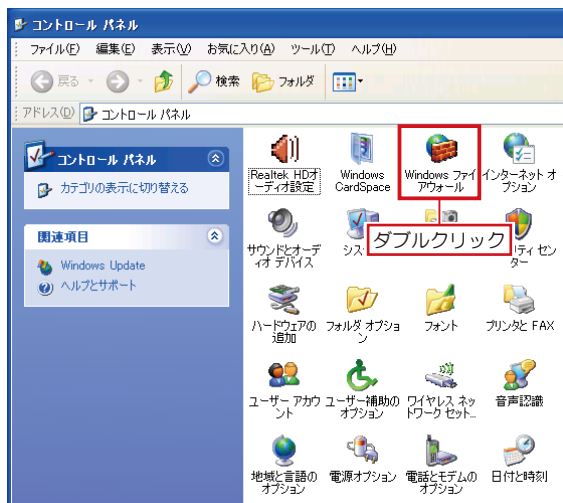 コントロール パネル
ファイル(F) 編集(E) 表示(V) お気に入り(A) ツール(T) ヘルプ(H)
戻る 検索 フォルダ
アドレス(D) コントロール パネル
コントロール パネル
カテゴリの表示に切り替える
関連項目
Windows Update
ヘルプとサポート
Realtek HDオ
ーディオ設定
Windows
CardSpace
Windows ファイ
アウォール
インターネット オ
プション
ダブルクリック
サウンドとオーデ
ィオ デバイス
シス
リティ セン
ター
ハードウェアの
追加
フォルダ オプショ
ン
フォント
プリンタと FAX
ユーザー アカウ
ント
ユーザー補助の
オプション
ワイヤレス ネッ
トワーク セット...
音声認識
地域と言語の
オプション
電源オプション
電話とモデムの
オプション
日付と時刻